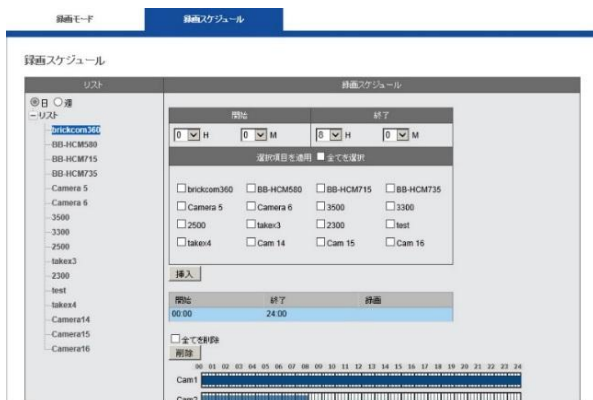 録画モード 録画スケジュール
録画スケジュール
リスト 録画スケジュール
日 週
リスト
brickcom360
BB-HCM580
BB-HCM715
BB-HCM735
Camera 5
Camera 6
3500
3300
2500
takex3
2300
test
takex4
Camera14
Camera15
Camera16
開始 終了
0 H 0 M 8 H 0 M
選択項目を適用 全てを選択
brickcom360 BB-HCM580 BB-HCM715 BB-HCM735
Camera 5 Camera 6 3500 3300
2500 takex3 2300 test
takex4 Cam 14 Cam 15 Cam 16
挿入
開始 終了 録画
00:00 24:00
全てを削除
削除
00 01 02 03 04 05 06 07 08 09 10 11 12 13 14 15 16 17 18 19 20 21 22 23 24
Cam1
Cam2